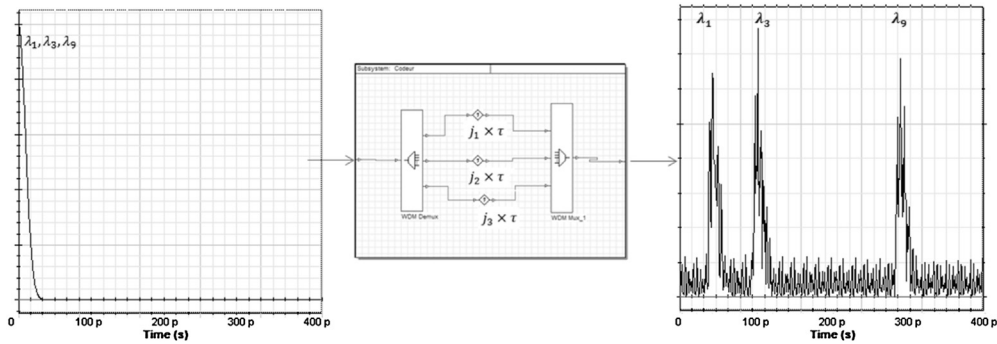 λ₁, λ₃, λ₉
0 100 p 200 p 300 p 400 p
Time (s)
Subsystem: Codeur
j₁ × τ
j₂ × τ
j₃ × τ
WDM Demux
WDM Mux_1
λ₁ λ₃ λ₉
0 100 p 200 p 300 p 400 p
Time (s)